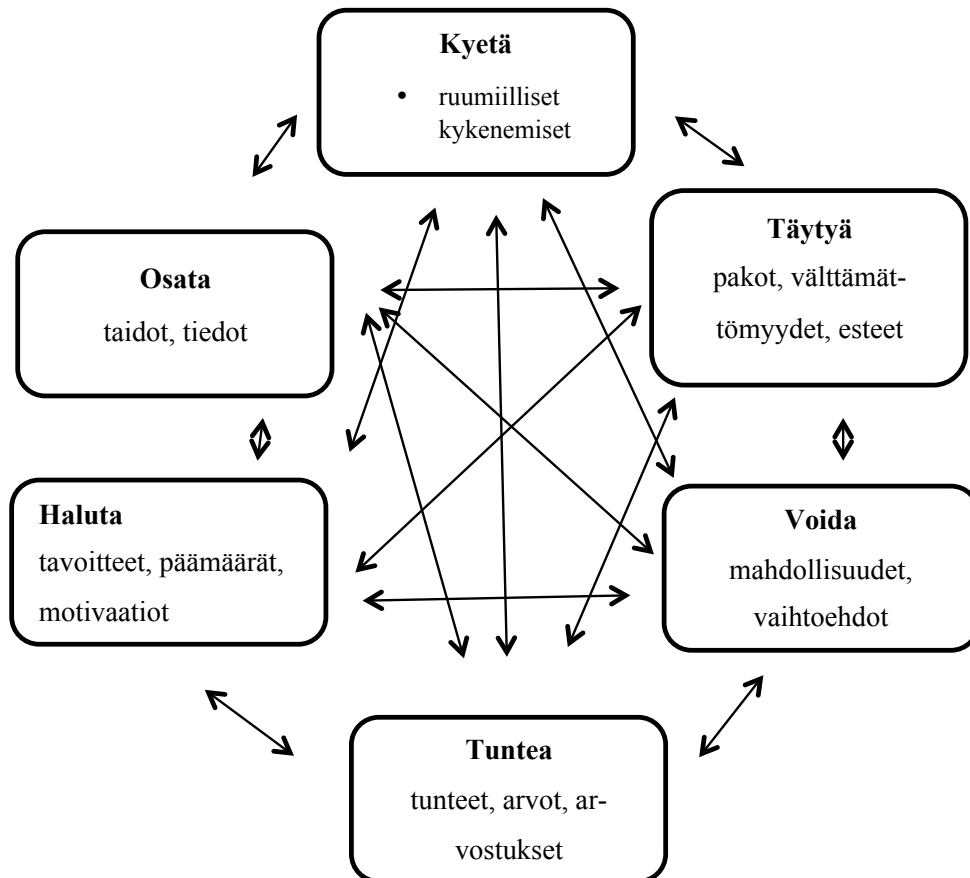 Kyetä
• ruumiilliset
kykenemiset
Osata
taidot, tiedot
Täytyä
pakot, välttämät-
tömyydet, esteet
Haluta
tavoitteet, päämäärät,
motivaatiot
Voida
mahdollisuudet,
vaihtoehdot
Tuntea
tunteet, arvot, ar-
vostukset